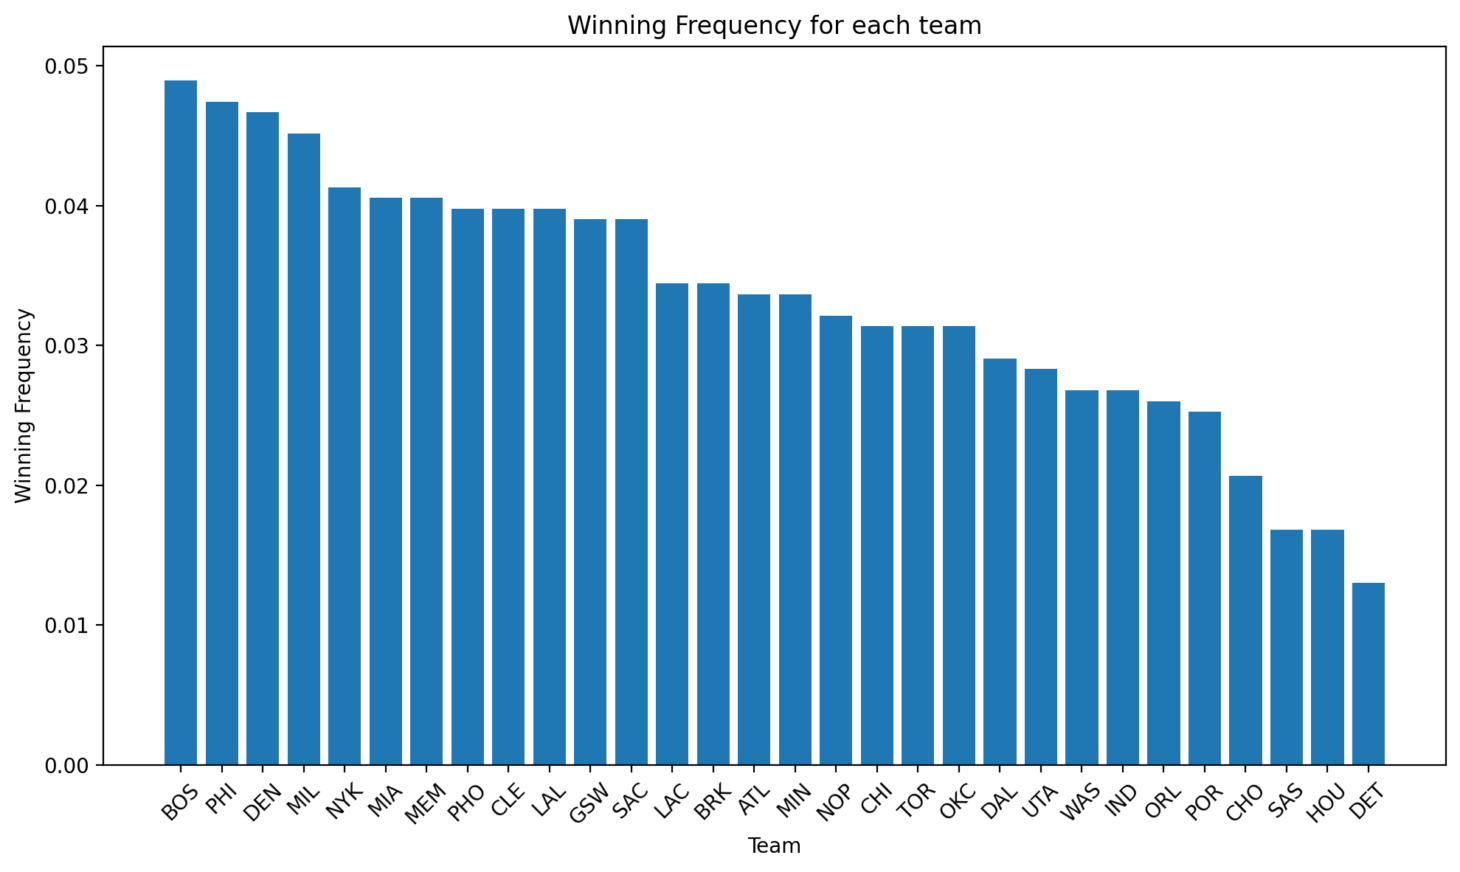 Winning Frequency for each team
Winning Frequency
0.05
0.04
0.03
0.02
0.01
0.00
BOS PHI DEN MIL NYK MIA MEM PHO CLE LAL GSW SAC LAC BRK ATL MIN NOP CHI TOR OKC DAL UTA WAS IND ORL POR CHO SAS HOU DET
Team